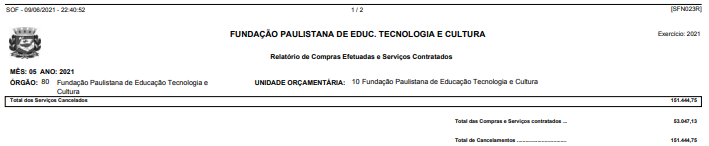 SOF - 09/06/2021 - 22:40:52 1 / 2 [SFN023R]
FUNDAÇÃO PAULISTANA DE EDUC. TECNOLOGIA E CULTURA Exercício: 2021
Relatório de Compras Efetuadas e Serviços Contratados
MÊS: 05 ANO: 2021
ÓRGÃO: 80 Fundação Paulistana de Educação Tecnologia e Cultura UNIDADE ORÇAMENTÁRIA: 10 Fundação Paulistana de Educação Tecnologia e Cultura
Total dos Serviços Cancelados 151.444,75
Total das Compras e Serviços contratados ... 53.047,13
Total de Cancelamentos ................................ 151.444,75